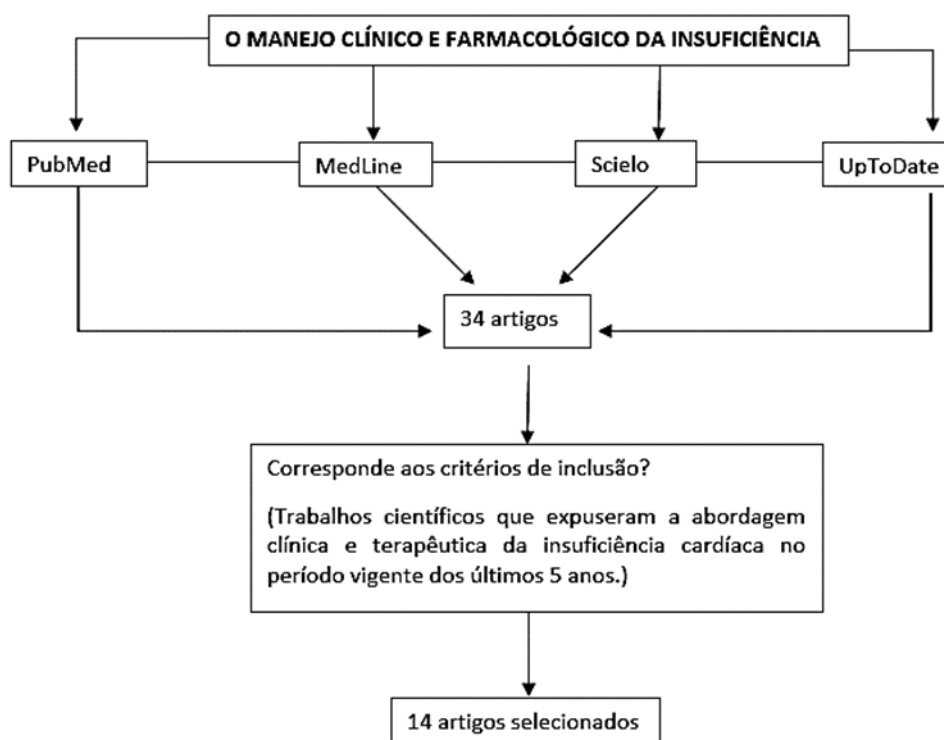 O MANEJO CLÍNICO E FARMACOLÓGICO DA INSUFICIÊNCIA
PubMed
MedLine
Scielo
UpToDate
34 artigos
Corresponde aos critérios de inclusão?
(Trabalhos científicos que expuseram a abordagem
clínica e terapêutica da insuficiência cardíaca no
período vigente dos últimos 5 anos.)
14 artigos selecionados